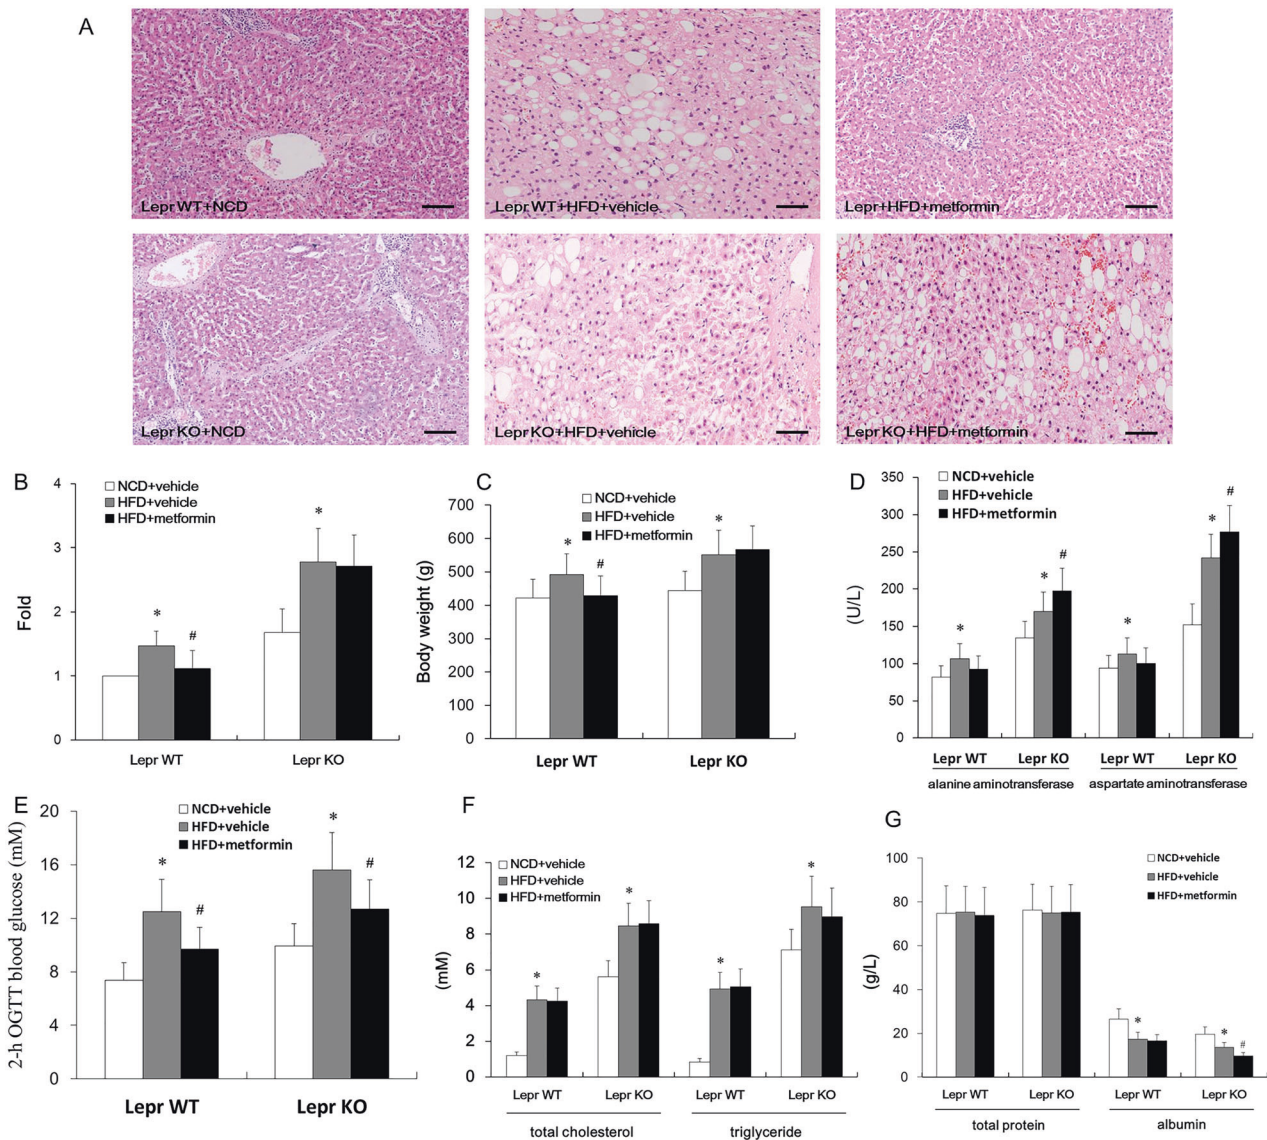 A
Lepr WT+NCD
Lepr WT+HFD+vehicle
Lepr+HFD+metformin
Lepr KO+NCD
Lepr KO+HFD+vehicle
Lepr KO+HFD+metformin
B
NCD+vehicle
HFD+vehicle
HFD+metformin
4
3
2
1
0
Fold
*
#
*
Lepr WT
Lepr KO
C
NCD+vehicle
HFD+vehicle
HFD+metformin
700
600
500
400
300
200
100
0
Body weight (g)
*
#
*
Lepr WT
Lepr KO
D
NCD+vehicle
HFD+vehicle
HFD+metformin
350
300
250
200
150
100
50
0
(U/L)
*
*
#
*
*
#
Lepr WT
Lepr KO
Lepr WT
Lepr KO
alanine aminotransferase
aspartate aminotransferase
E
NCD+vehicle
HFD+vehicle
HFD+metformin
20
16
12
8
4
0
2-h OGTT blood glucose (mM)
*
#
*
#
Lepr WT
Lepr KO
F
NCD+vehicle
HFD+vehicle
HFD+metformin
12
10
8
6
4
2
0
(mM)
*
*
*
*
Lepr WT
Lepr KO
Lepr WT
Lepr KO
total cholesterol
triglyceride
G
NCD+vehicle
HFD+vehicle
HFD+metformin
100
80
60
40
20
0
(g/L)
*
*
#
Lepr WT
Lepr KO
Lepr WT
Lepr KO
total protein
albumin